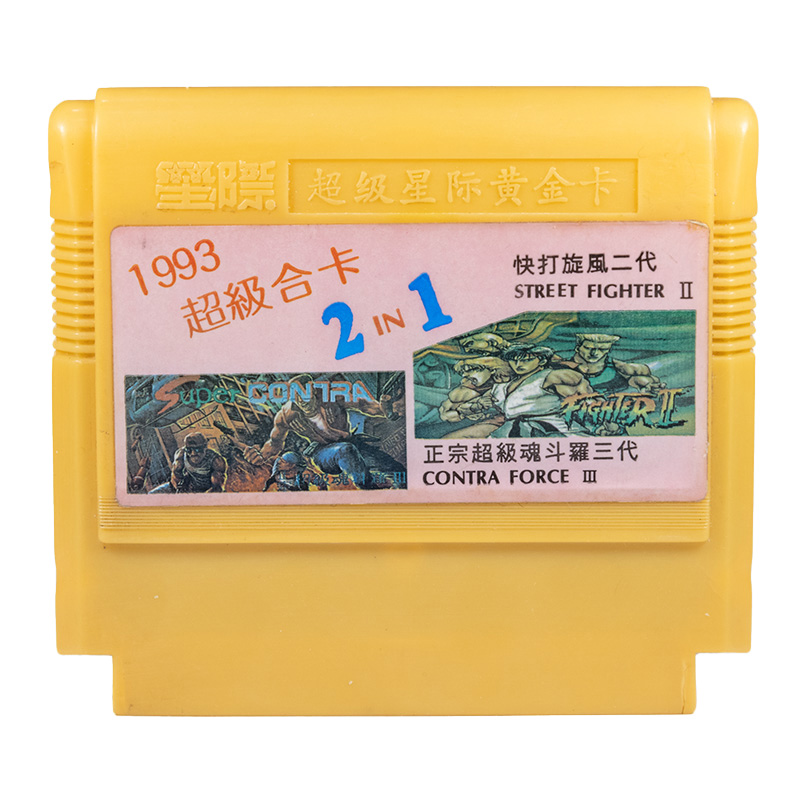 星際 超级星际黄金卡
1993
超級合卡
2 IN 1
快打旋風二代
STREET FIGHTER II
Super CONTRA
FIGHTER II
正宗超級魂斗羅三代
CONTRA FORCE III